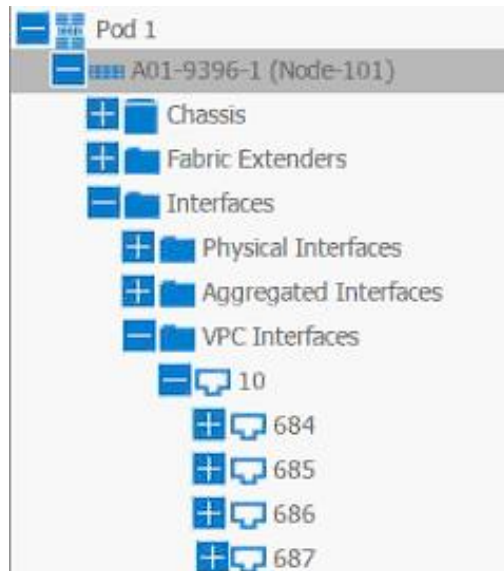 Pod 1
A01-9396-1 (Node-101)
Chassis
Fabric Extenders
Interfaces
Physical Interfaces
Aggregated Interfaces
VPC Interfaces
10
684
685
686
687